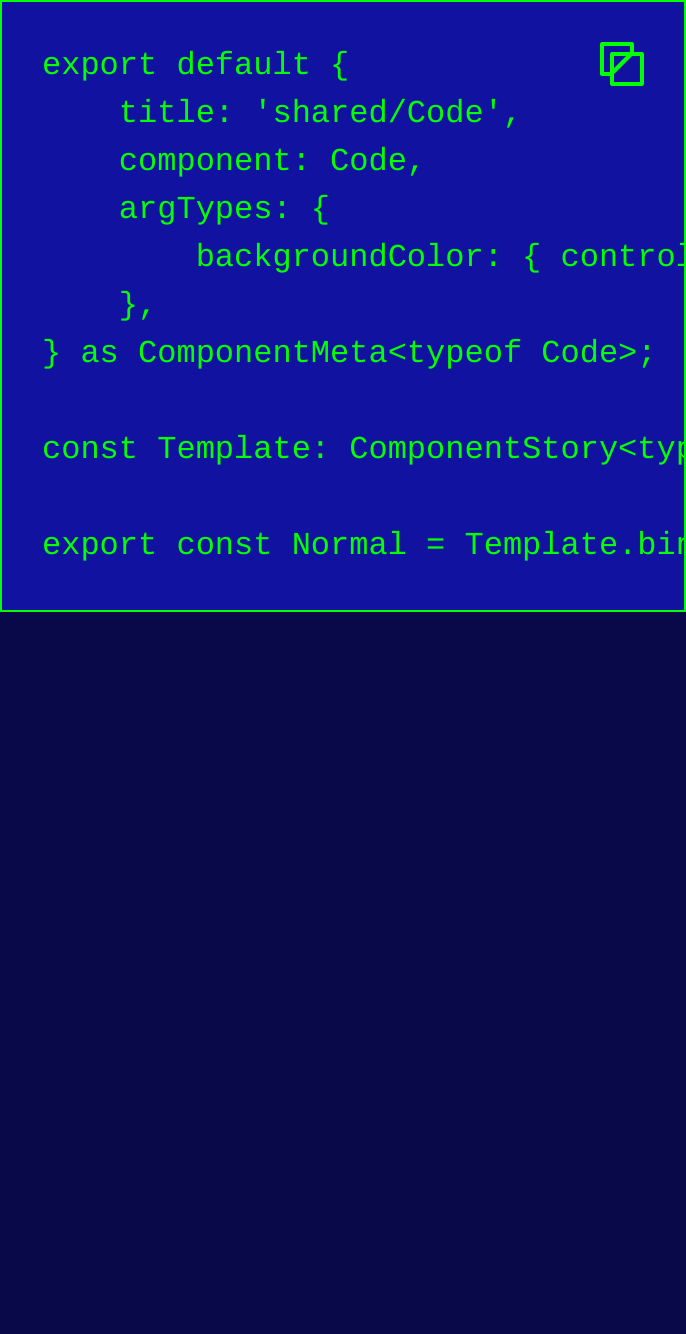 export default {
    title: 'shared/Code',
    component: Code,
    argTypes: {
        backgroundColor: { control
    },
} as ComponentMeta<typeof Code>;
const Template: ComponentStory<typ
export const Normal = Template.bin